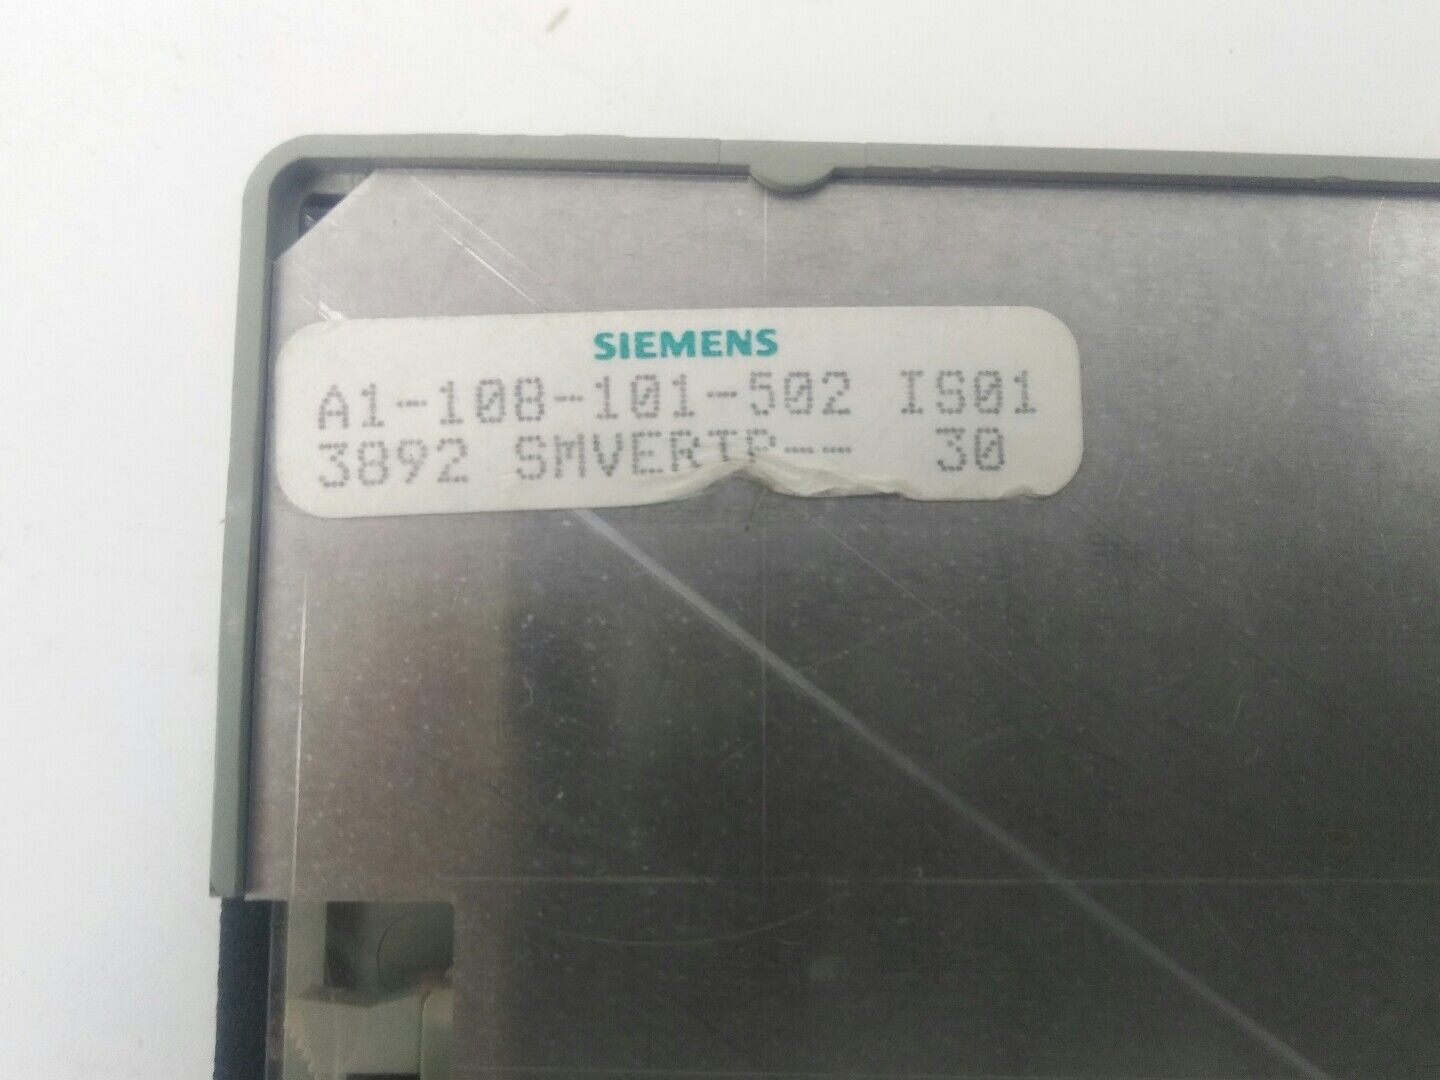 SIEMENS
A1-108-101-502 IS01
3892 SMVERTP-- 30